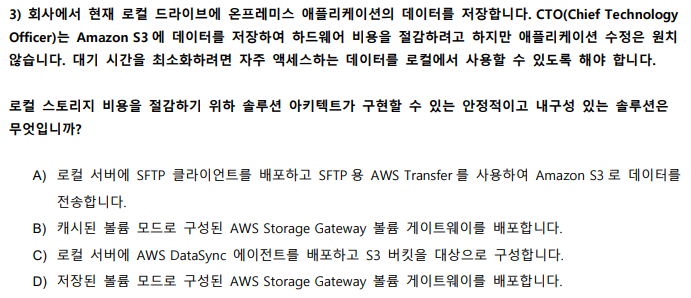 3) 회사에서 현재 로컬 드라이브에 온프레미스 애플리케이션의 데이터를 저장합니다. CTO(Chief Technology
Officer)는 Amazon S3 에 데이터를 저장하여 하드웨어 비용을 절감하려고 하지만 애플리케이션 수정은 원치
않습니다. 대기 시간을 최소화하려면 자주 액세스하는 데이터를 로컬에서 사용할 수 있도록 해야 합니다.
로컬 스토리지 비용을 절감하기 위하 솔루션 아키텍트가 구현할 수 있는 안정적이고 내구성 있는 솔루션은
무엇입니까?
A) 로컬 서버에 SFTP 클라이언트를 배포하고 SFTP 용 AWS Transfer 를 사용하여 Amazon S3 로 데이터를
전송합니다.
B) 캐시된 볼륨 모드로 구성된 AWS Storage Gateway 볼륨 게이트웨이를 배포합니다.
C) 로컬 서버에 AWS DataSync 에이전트를 배포하고 S3 버킷을 대상으로 구성합니다.
D) 저장된 볼륨 모드로 구성된 AWS Storage Gateway 볼륨 게이트웨이를 배포합니다.